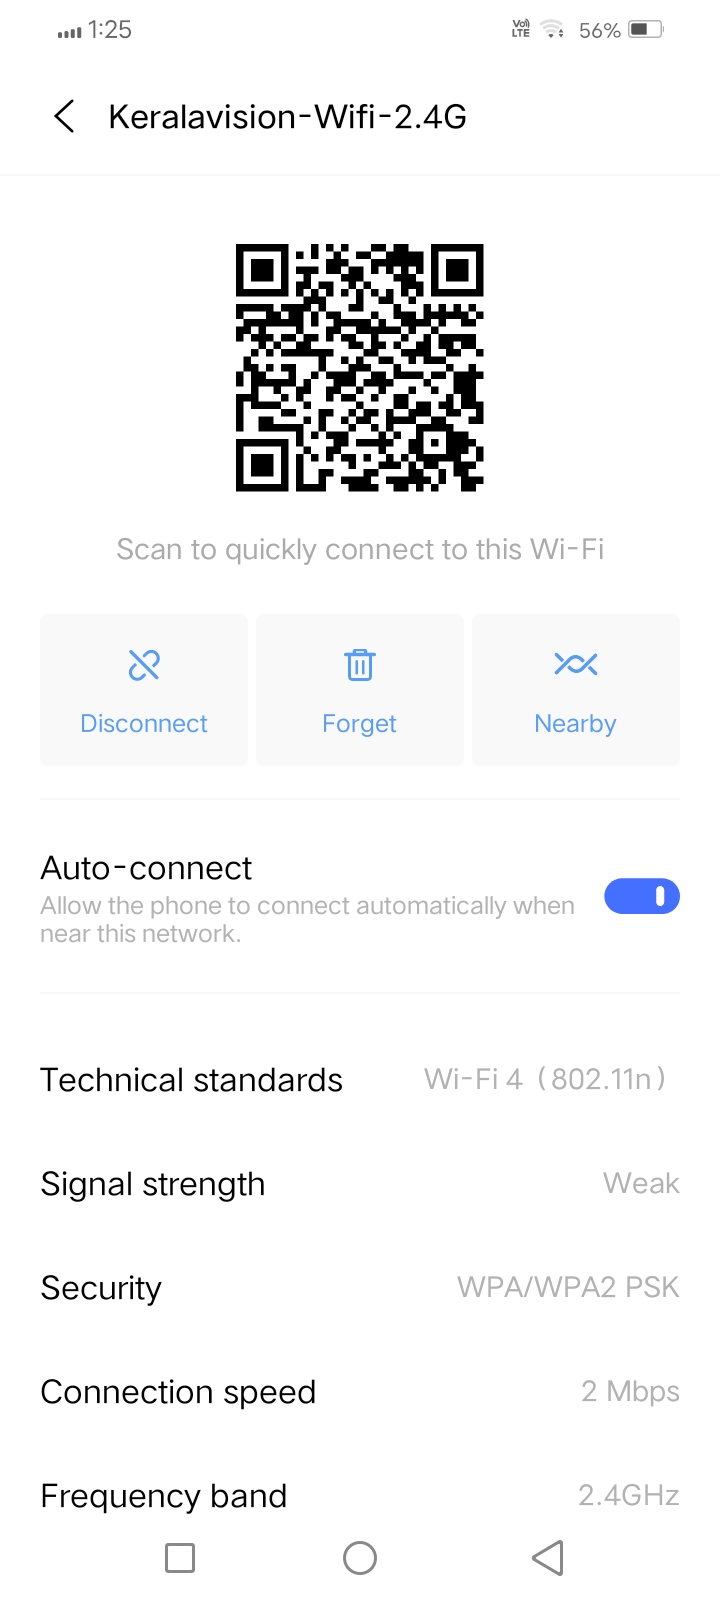 1:25 Vo) LTE 56%
Keralavision-Wifi-2.4G
Scan to quickly connect to this Wi-Fi
Disconnect Forget Nearby
Auto-connect
Allow the phone to connect automatically when
near this network.
Technical standards Wi-Fi 4 (802.11n)
Signal strength Weak
Security WPA/WPA2 PSK
Connection speed 2 Mbps
Frequency band 2.4GHz